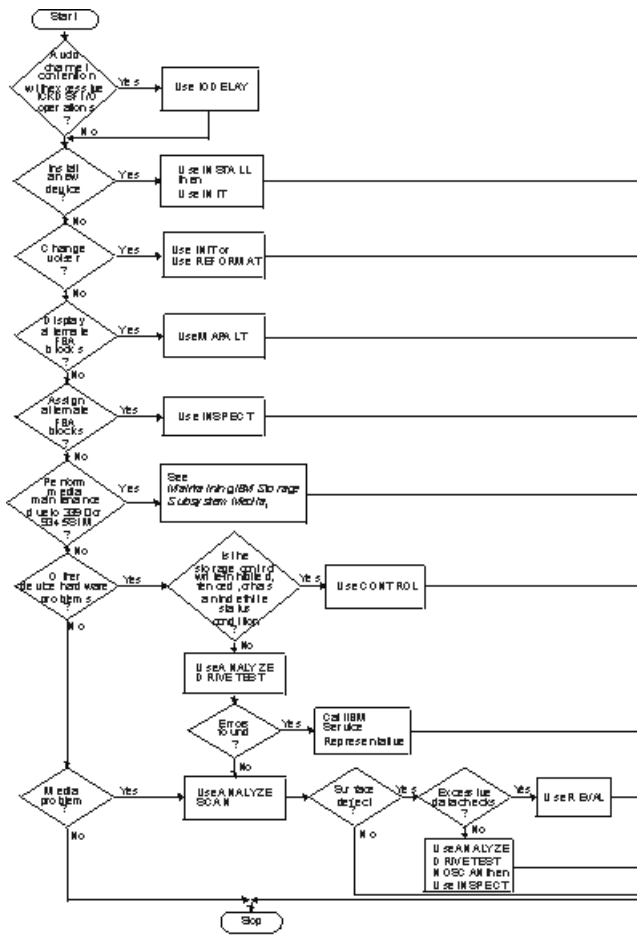 Start
Avoid
channel
contention
with excessive
ICKDSF I/O
operations
?
Yes
Use IODELAY
No
Install
a new
device
?
Yes
Use INSTALL
then
Use INIT
No
Change
volser
?
Yes
Use INIT or
Use REFORMAT
No
Display
alternate
FBA
blocks
?
Yes
Use MAPALT
No
Assign
alternate
FBA
blocks
?
Yes
Use INSPECT
No
Perform
media
maintenance
due to 3390 or
9345 SIM
?
Yes
See
Maintaining IBM Storage
Subsystem Media,
No
Other
device hardware
problems
?
Yes
Is the
storage control
write inhibited,
fenced, or has
an indefinite
status
condition
?
Yes
Use CONTROL
No
No
Use ANALYZE
DRIVETEST
Errors
found
?
Yes
Call IBM
Service
Representative
No
Media
problem
?
Yes
Use ANALYZE
SCAN
Surface
defect
?
Yes
Excessive
data checks
?
Yes
Use REVAL
No
No
No
Use ANALYZE
DRIVETEST
NOSCAN then
Use INSPECT
Stop